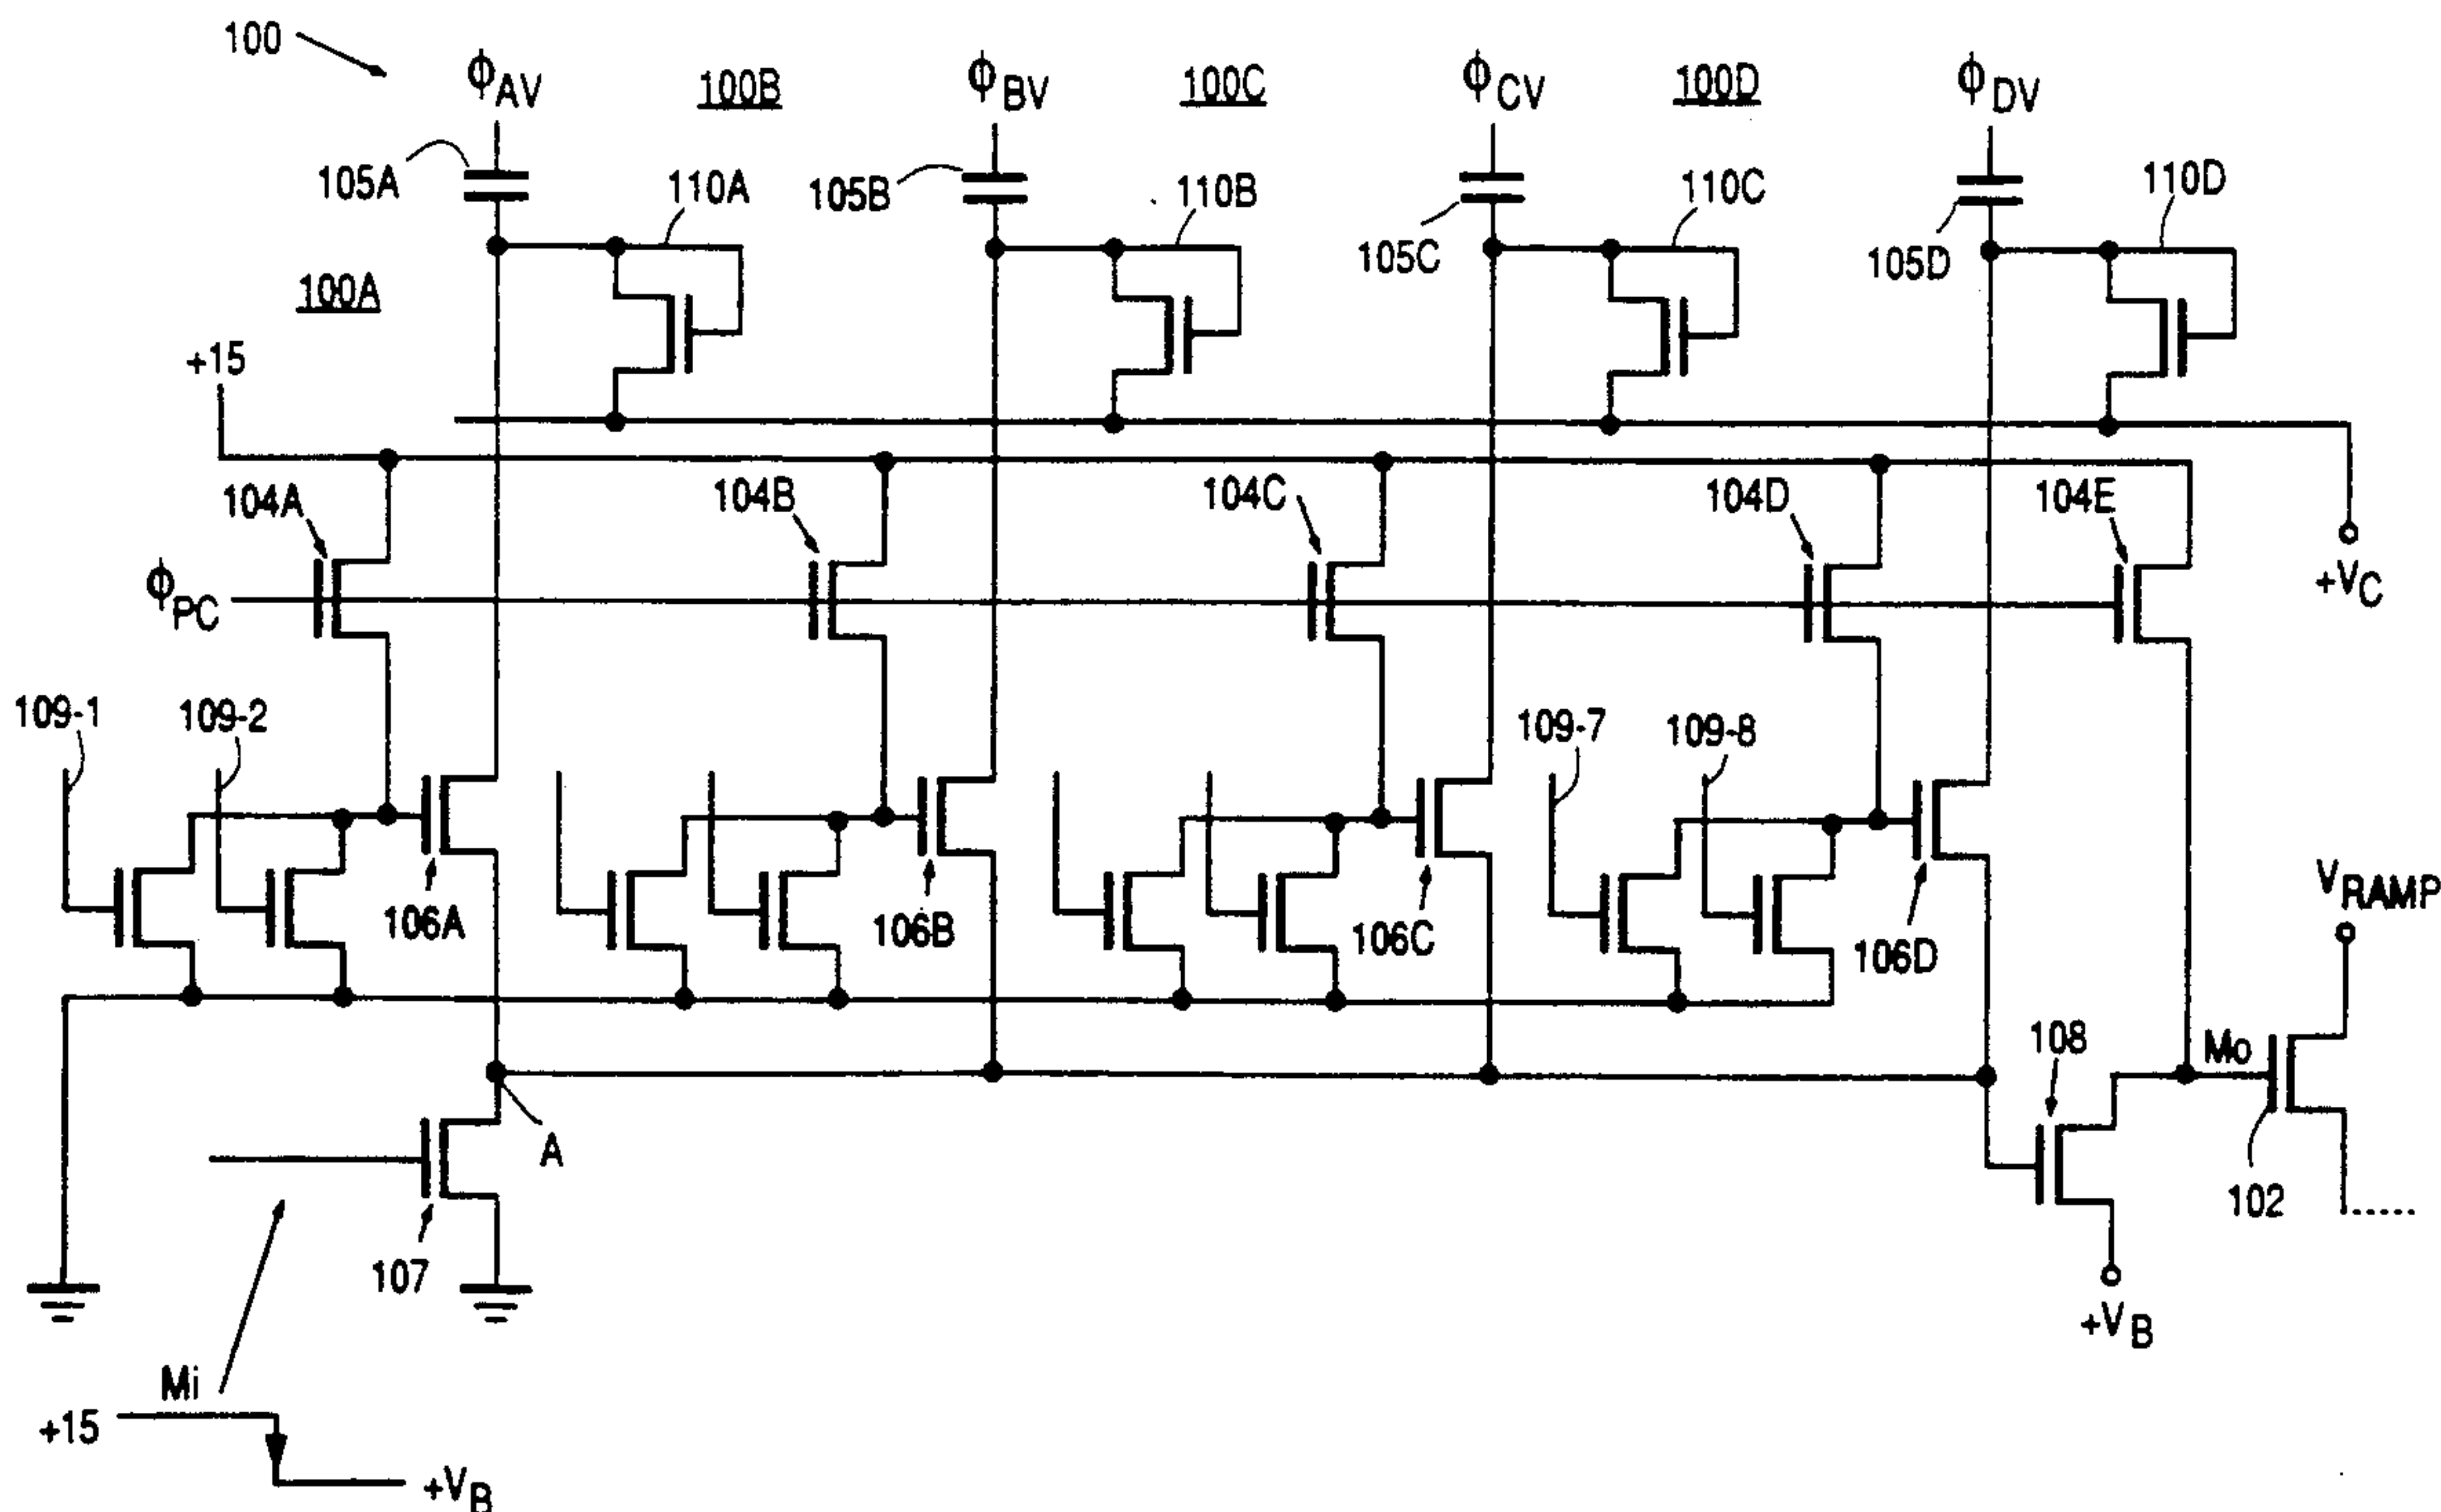 100
ϕAV
100B
ϕBV
100C
ϕCV
100D
ϕDV
105A
110A
105B
110B
105C
110C
105D
110D
100A
+15
104A
104B
104C
104D
104E
+VC
ϕPC
109-1
109-2
109-7
109-8
106A
106B
106C
106D
VRAMP
108
Mo
A
102
107
+VB
Mi
+15
+VB